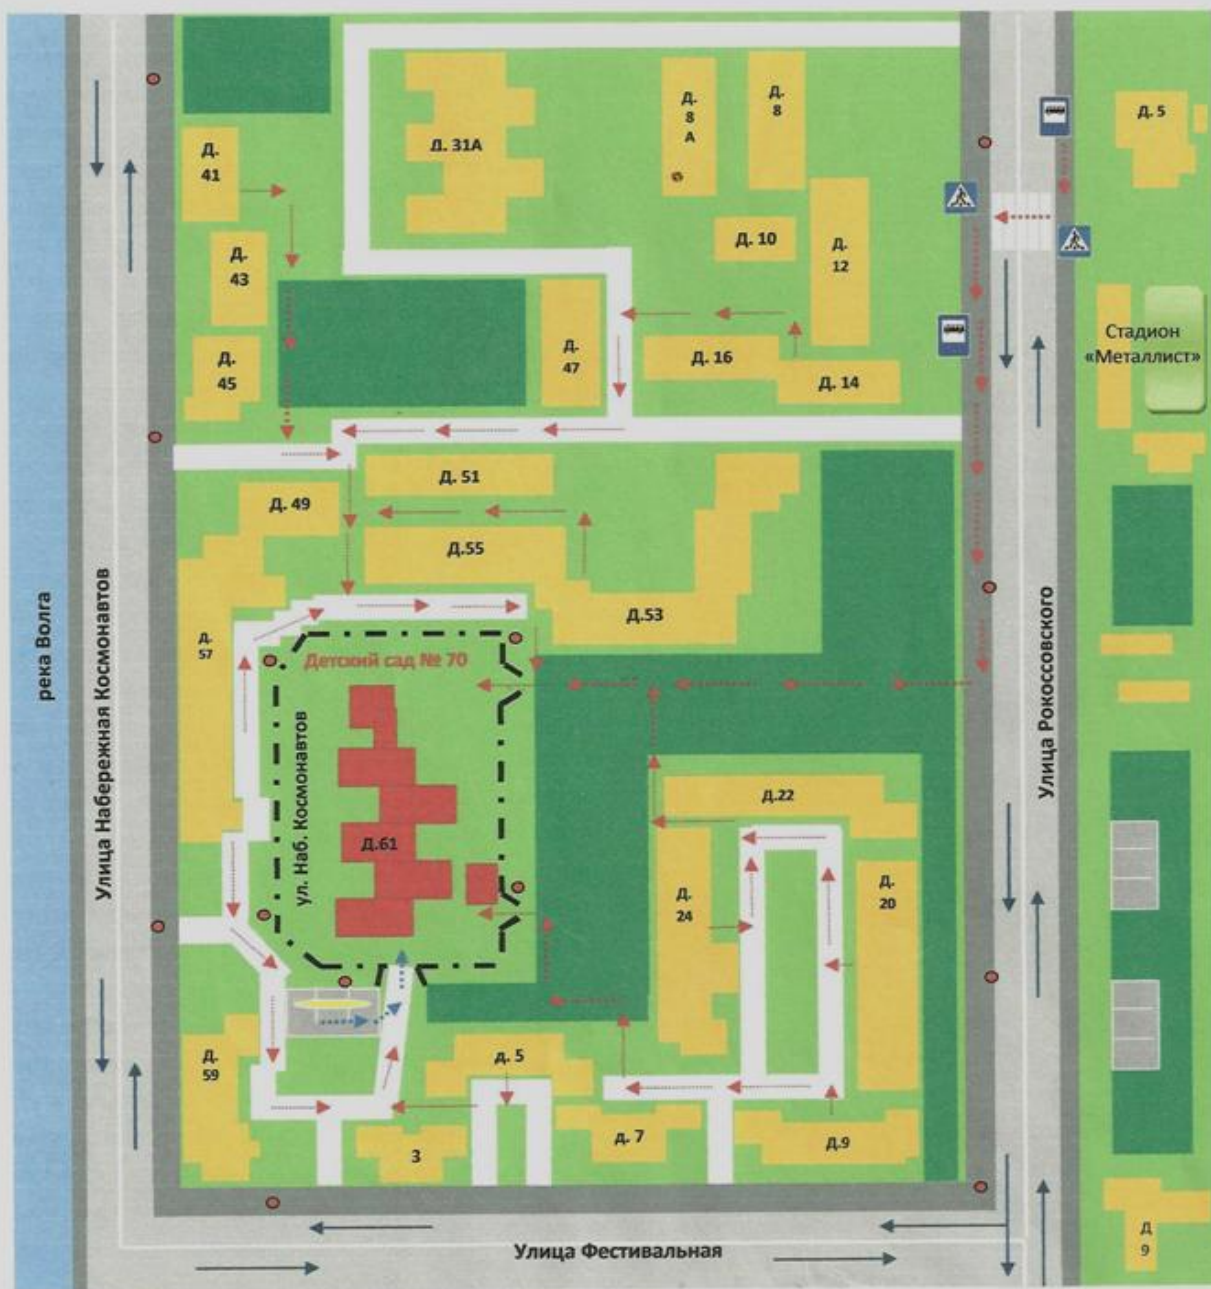 Д.
41
Д.
43
Д.
45
Д. 31А
Д.
8
А
Д.
8
Д. 10
Д.
12
Д.
47
Д. 16
Д. 14
Д. 5
Стадион
«Металлист»
Д. 51
Д. 49
Д.55
Д.53
Д.
57
Детский сад № 70
ул. Наб. Космонавтов
Д.61
река Волга
Улица Набережная Космонавтов
Улица Рокоссовского
Д.22
Д.
24
Д.
20
Д.
59
д. 5
3
д. 7
Д.9
Д
9
Улица Фестивальная